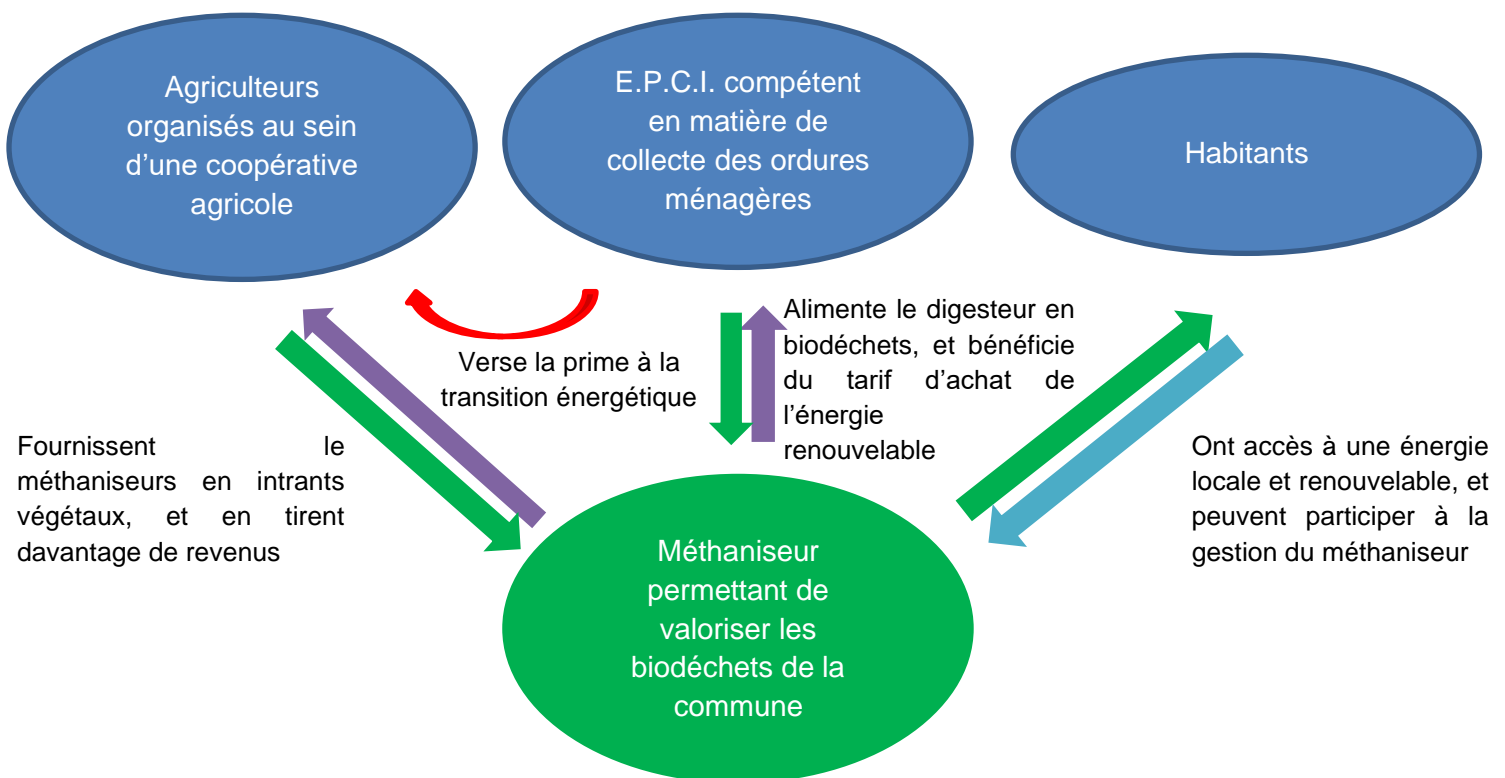 Agriculteurs
organisés au sein
d’une coopérative
agricole
E.P.C.I. compétent
en matière de
collecte des ordures
ménagères
Habitants
Verse la prime à la
transition énergétique
Alimente le digesteur en
biodéchets, et bénéficie
du tarif d’achat de
l’énergie
renouvelable
Fournissent le
méthaniseurs en intrants
végétaux, et en tirent
davantage de revenus
Ont accès à une énergie
locale et renouvelable, et
peuvent participer à la
gestion du méthaniseur
Méthaniseur
permettant de
valoriser les
biodéchets de la
commune